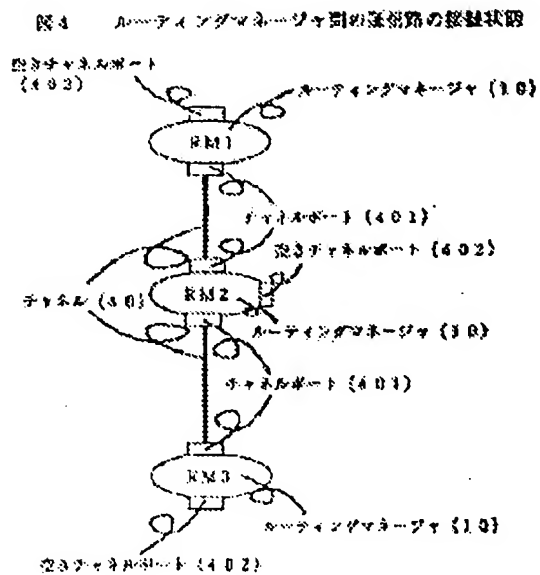 図4 ルーティングマネージャ間の通信路の接続状態
空きチャネルポート
(402)
ルーティングマネージャ (10)
RM1
チャネルポート (401)
空きチャネルポート (402)
RM2
チャネル (40)
ルーティングマネージャ (10)
チャネルポート (401)
RM3
ルーティングマネージャ (10)
空きチャネルポート (402)